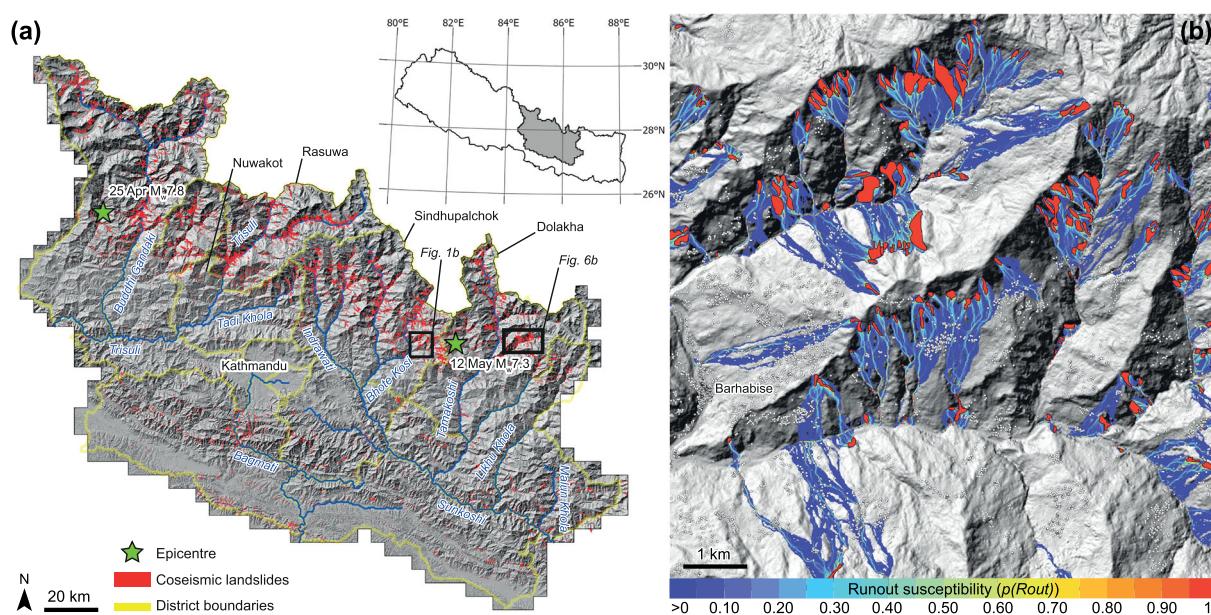 (a)
80°E
82°E
84°E
86°E
88°E
30°N
28°N
26°N
Nuwakot
Rasuwa
25 Apr Mw7.8
Sindhupalchok
Dolakha
Fig. 1b
Fig. 6b
Trisuli
Buddhi Gandaki
Tadi Khola
Trisuli
Indrawati
Bhote Kosi
12 May Mw7.3
Kathmandu
Tamakoshi
Likhu Khola
Bagmati
Sunkoshi
Majun Khola
Epicentre
Coseismic landslides
District boundaries
N
20 km
(b)
Barhabise
1 km
Runout susceptibility (p(Rout))
>0 0.10 0.20 0.30 0.40 0.50 0.60 0.70 0.80 0.90 1